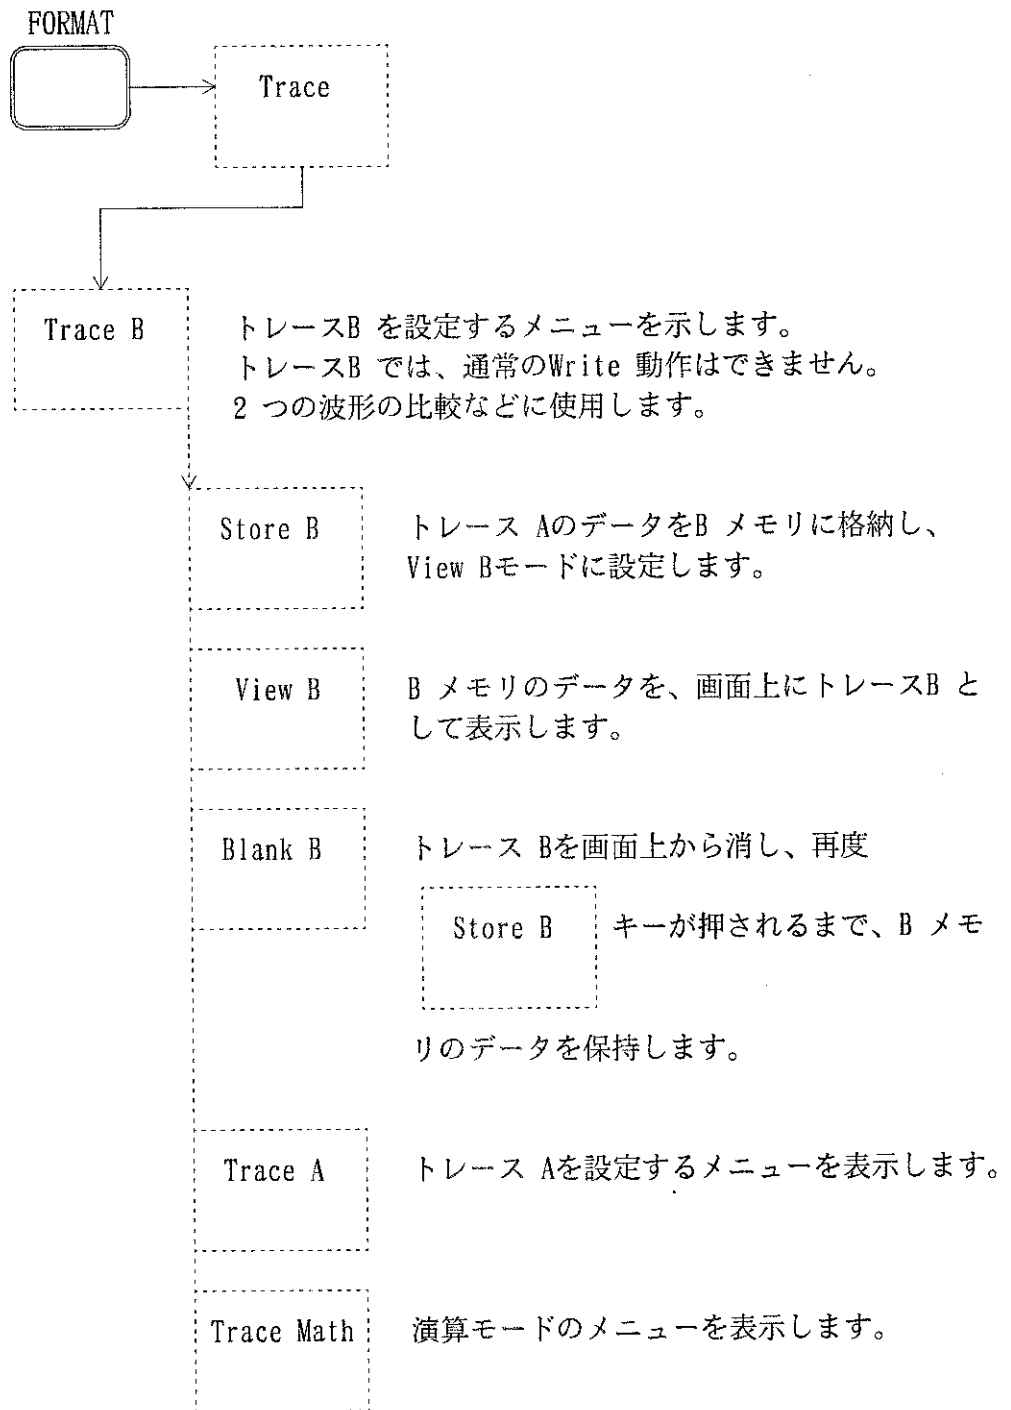 FORMAT
Trace
Trace B
トレースB を設定するメニューを示します。
トレースB では、通常のWrite 動作はできません。
2 つの波形の比較などに使用します。
Store B
トレース AのデータをB メモリに格納し、
View Bモードに設定します。
View B
B メモリのデータを、画面上にトレースB と
して表示します。
Blank B
トレース Bを画面上から消し、再度
Store B キーが押されるまで、B メモ
リのデータを保持します。
Trace A
トレース Aを設定するメニューを表示します。
Trace Math
演算モードのメニューを表示します。